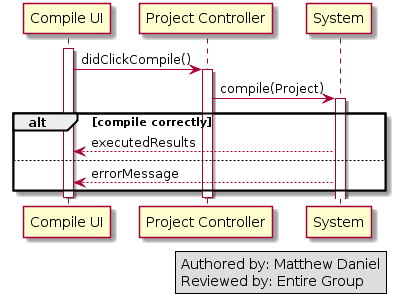 Compile UI
Project Controller
System
didClickCompile()
compile(Project)
alt
[compile correctly]
executedResults
errorMessage
Compile UI
Project Controller
System
Authored by: Matthew Daniel
Reviewed by: Entire Group